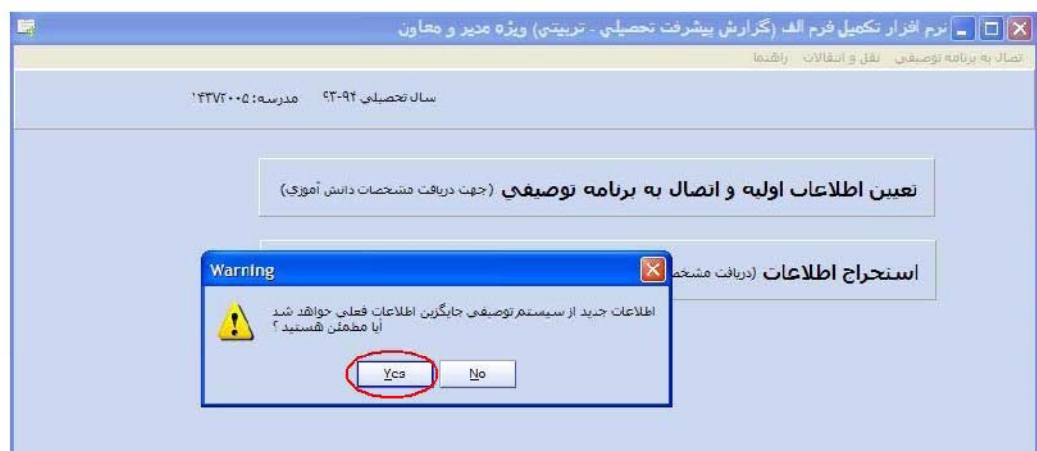 نرم افزار تکمیل فرم الف (گزارش پیشرفت تحصیلی - تربیتی) ویژه مدیر و معاون
اتصال به برنامه توصیفی   نقل و انتقالات   راهنما
سال تحصیلی ۹۴-۹۳   مدرسه: ۱۴۳۷۲۰۰۵
تعیین اطلاعات اولیه و اتصال به برنامه توصیفی (جهت دریافت مشخصات دانش آموزی)
استخراج اطلاعات (دریافت
Warning
اطلاعات جدید از سیستم توصیفی جایگزین اطلاعات فعلی خواهد شد
آیا مطمئن هستید ؟
Yes   No